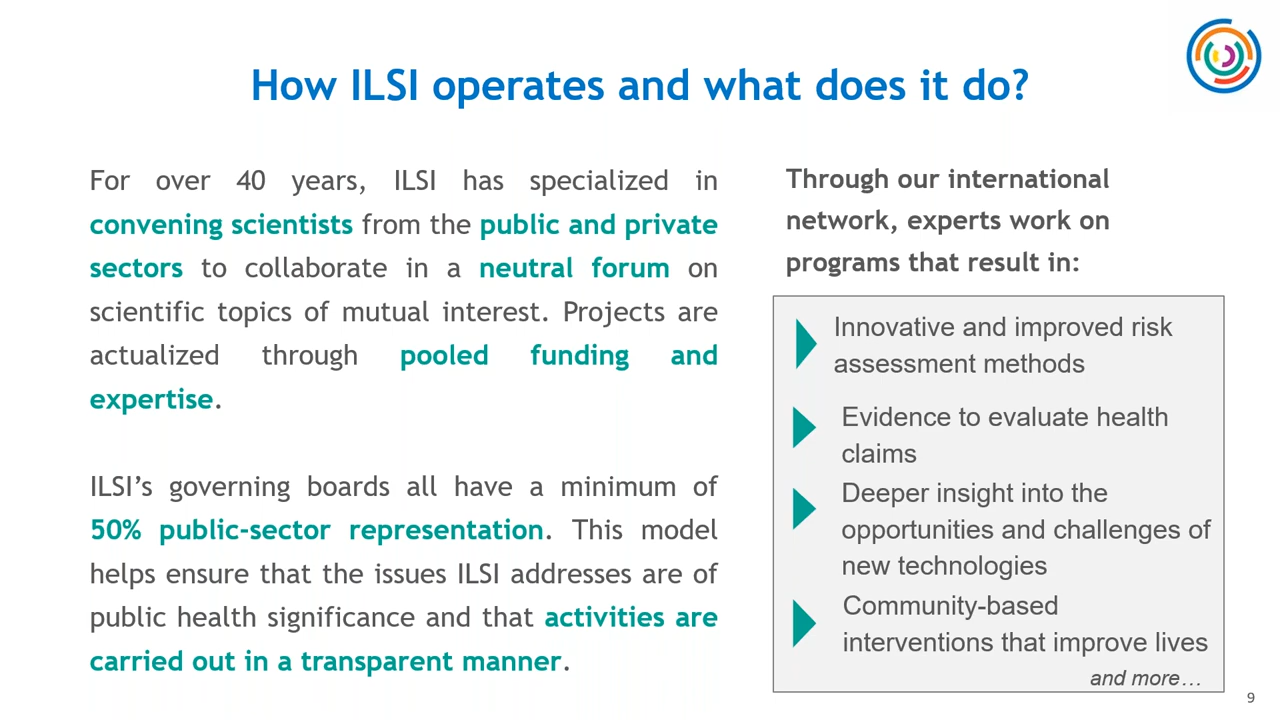 How ILSI operates and what does it do?
For over 40 years, ILSI has specialized in
convening scientists from the public and private
sectors to collaborate in a neutral forum on
scientific topics of mutual interest. Projects are
actualized through pooled funding and
expertise.
ILSI’s governing boards all have a minimum of
50% public-sector representation. This model
helps ensure that the issues ILSI addresses are of
public health significance and that activities are
carried out in a transparent manner.
Through our international
network, experts work on
programs that result in:
Innovative and improved risk
assessment methods
Evidence to evaluate health
claims
Deeper insight into the
opportunities and challenges of
new technologies
Community-based
interventions that improve lives
and more…
9